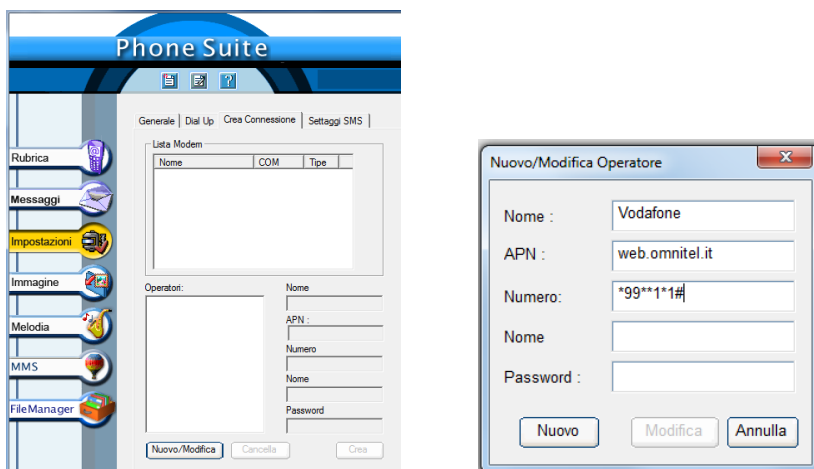 Phone Suite
Generale Dial Up Crea Connessione Settaggi SMS
Lista Modem
Nome COM Tipe
Rubrica
Messaggi
Impostazioni
Immagine
Melodia
MMS
FileManager
Operatori:
Nome
APN :
Numero
Nome
Password
Nuovo/Modifica Cancella Crea
Nuovo/Modifica Operatore
Nome : Vodafone
APN : web.omnitel.it
Numero: *99**1*1#
Nome
Password :
Nuovo Modifica Annulla